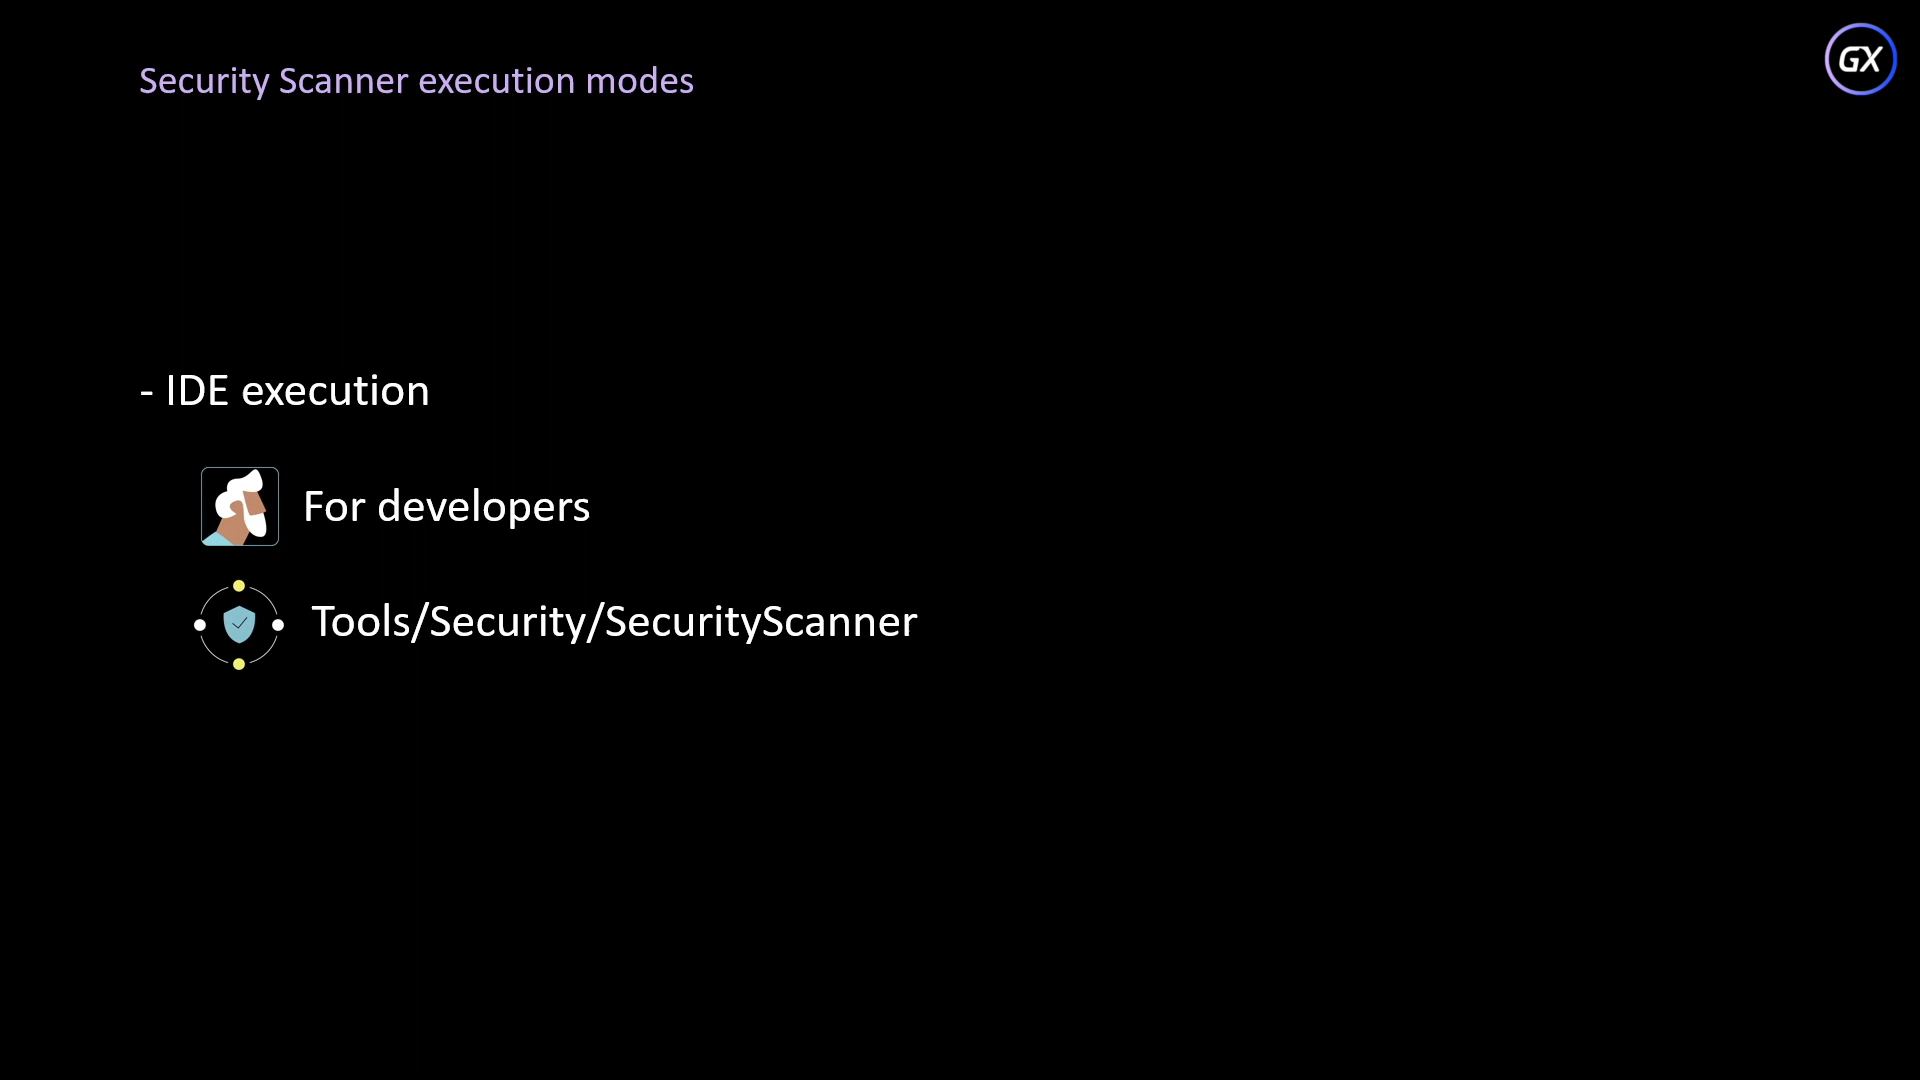 GX
Security Scanner execution modes
- IDE execution
For developers
Tools/Security/SecurityScanner